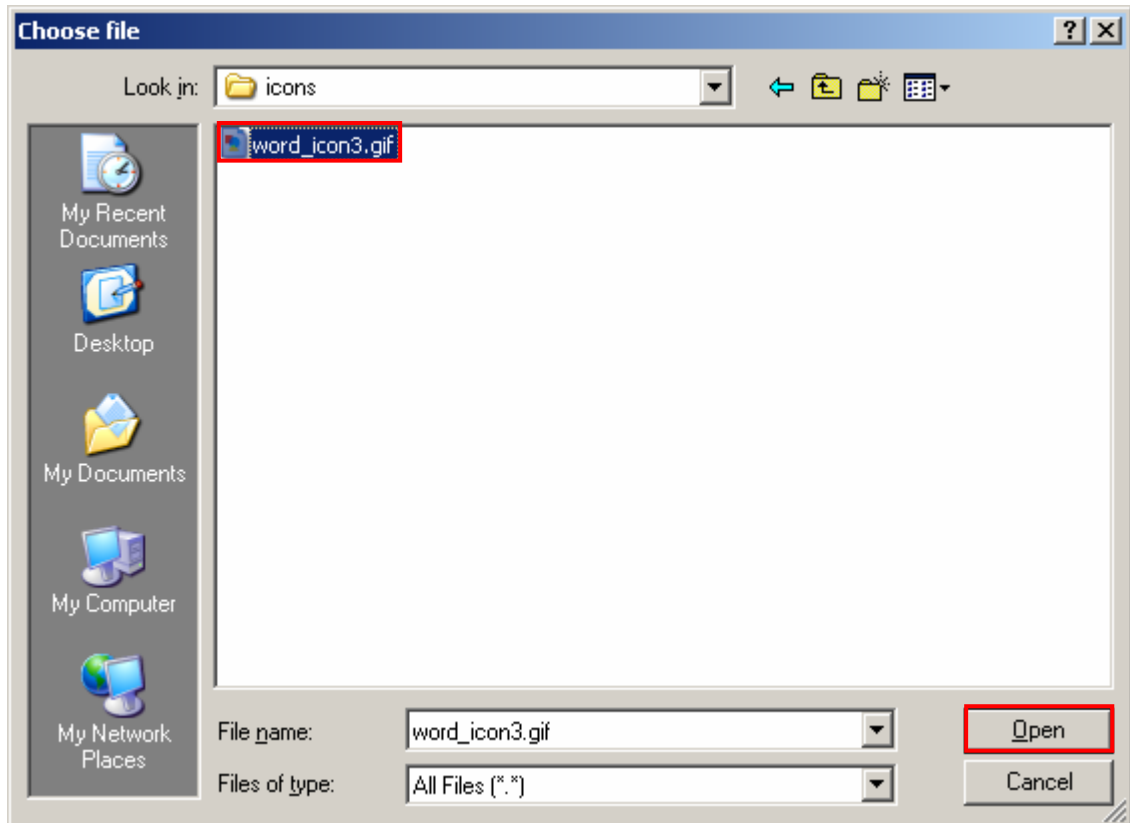 Choose file
Look in:
icons
word_icon3.gif
My Recent
Documents
Desktop
My Documents
My Computer
My Network
Places
File name:
word_icon3.gif
Open
Files of type:
All Files (*.*)
Cancel